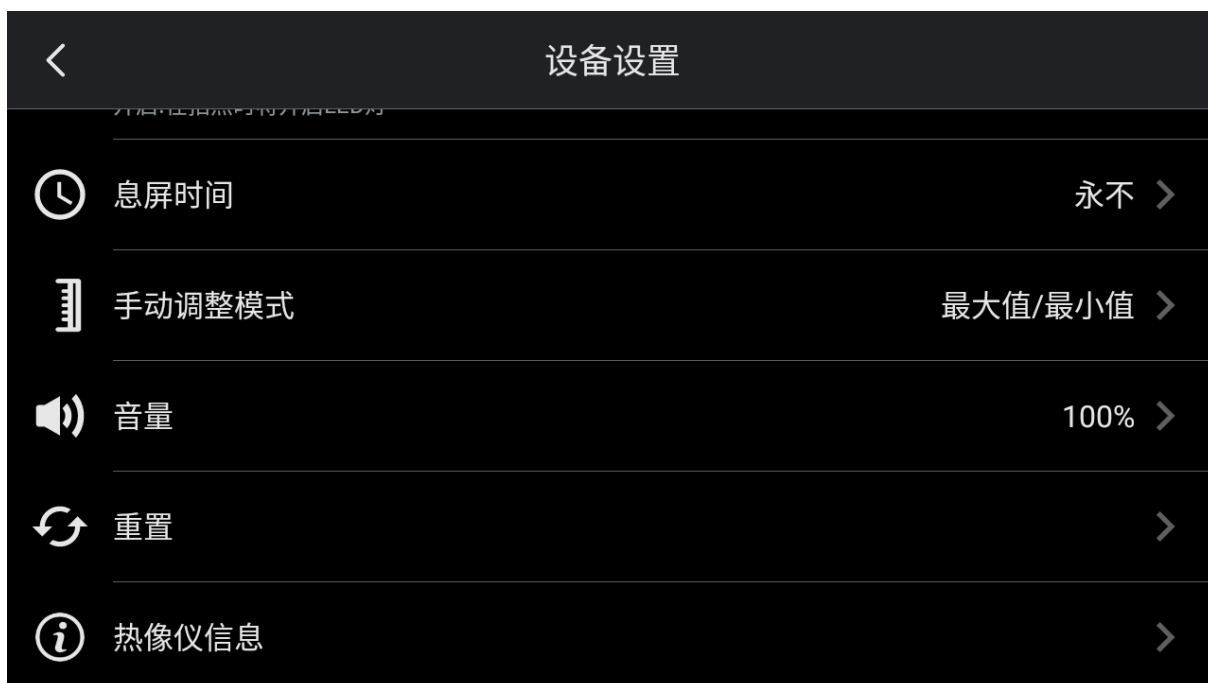 设备设置
息屏时间 永不
手动调整模式 最大值/最小值
音量 100%
重置
热像仪信息